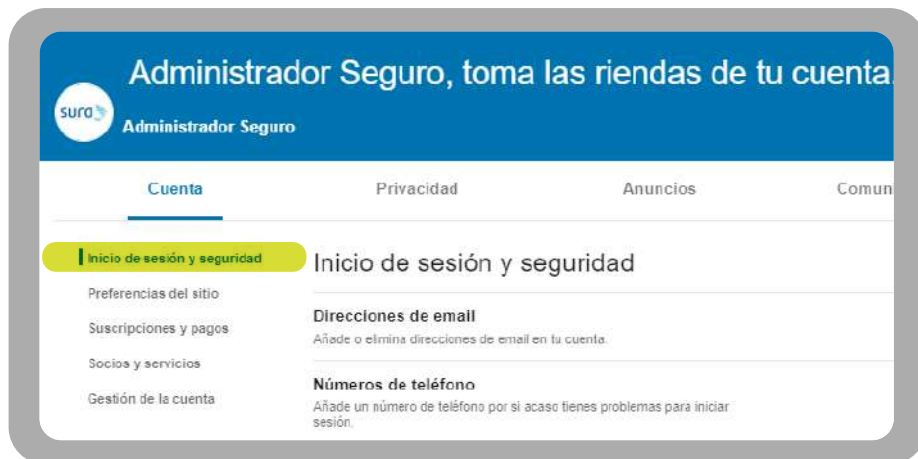 Administrador Seguro, toma las riendas de tu cuenta.
sura
Administrador Seguro
Cuenta
Privacidad
Anuncios
Comun
Inicio de sesión y seguridad
Preferencias del sitio
Suscripciones y pagos
Socios y servicios
Gestión de la cuenta
Inicio de sesión y seguridad
Direcciones de email
Añade o elimina direcciones de email en tu cuenta.
Números de teléfono
Añade un número de teléfono por si acaso tienes problemas para iniciar
sesión.